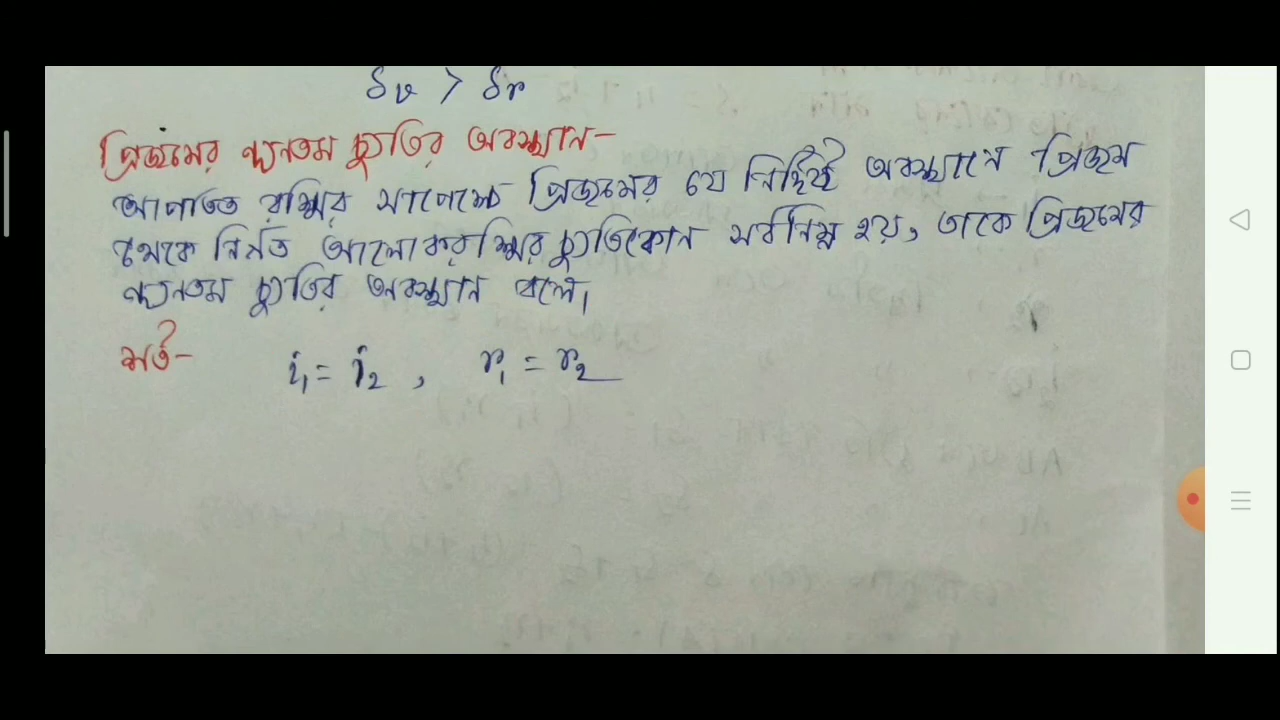 δv > δr
প্রিজমের ন্যূনতম চ্যুতির অবস্থান-
আপতিত রশ্মির সাপেক্ষে প্রিজমের যে নির্দিষ্ট অবস্থানে প্রিজম
থেকে নির্গত আলোকরশ্মির চ্যুতিকোন সর্বনিম্ন হয়, তাকে প্রিজমের
ন্যূনতম চ্যুতির অবস্থান বলে।
শর্ত- i₁ = i₂ , r₁ = r₂